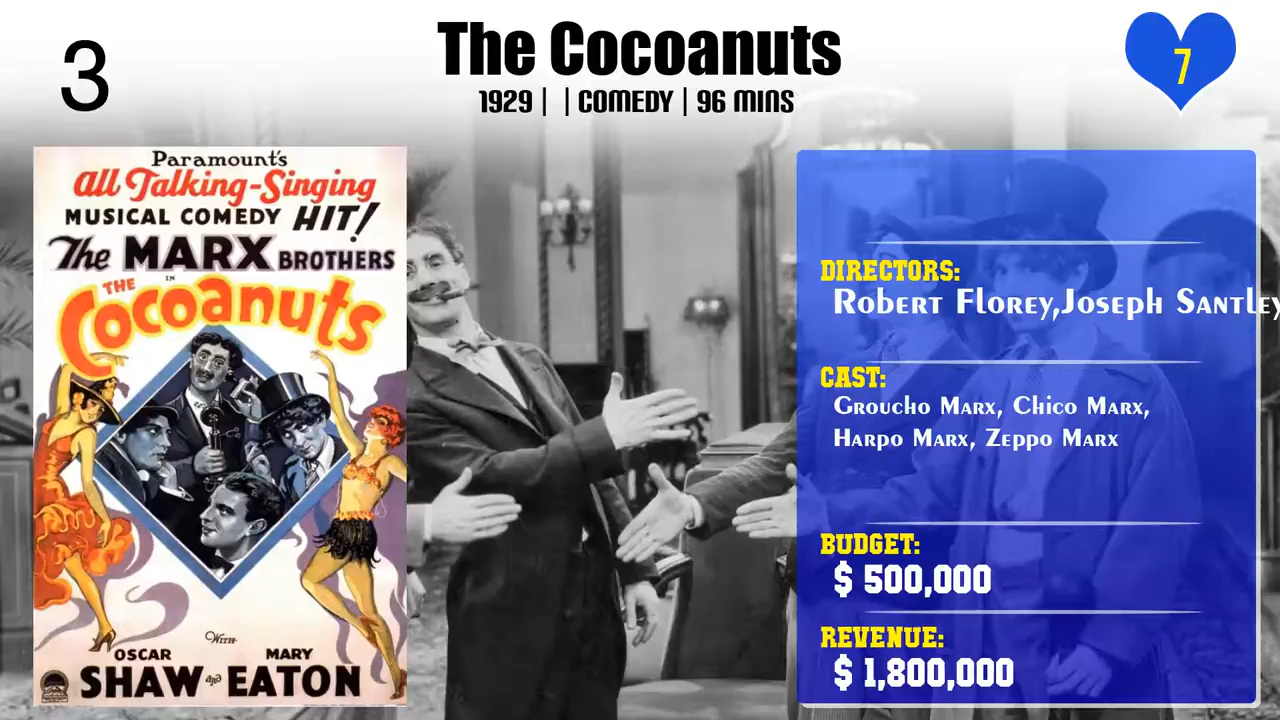 3
The Cocoanuts
1929 | | COMEDY | 96 MINS
7
Paramount's
All Talking-Singing
MUSICAL COMEDY HIT!
The MARX BROTHERS
IN
THE
Cocoanuts
WITH
OSCAR MARY
SHAW and EATON
DIRECTORS:
Robert Florey,Joseph Santley
CAST:
Groucho Marx, Chico Marx,
Harpo Marx, Zeppo Marx
BUDGET:
$ 500,000
REVENUE:
$ 1,800,000